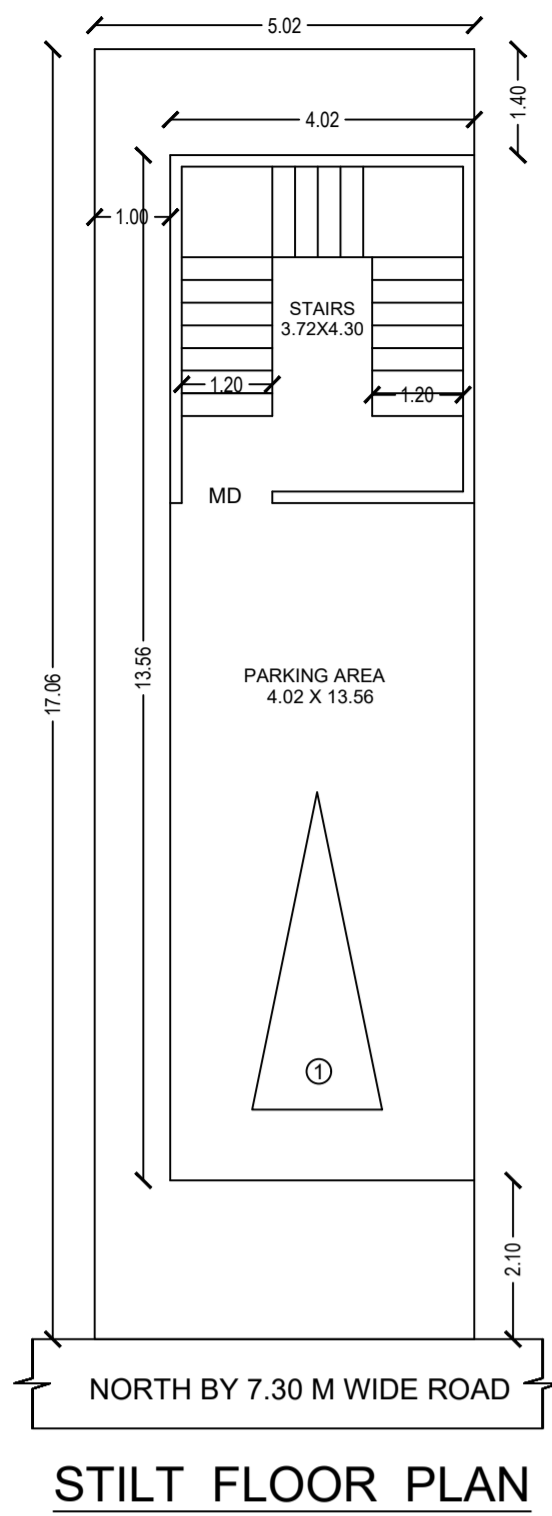 5.02
1.40
4.02
1.00
STAIRS
3.72X4.30
1.20
1.20
MD
13.56
17.06
PARKING AREA
4.02 X 13.56
1
2.10
NORTH BY 7.30 M WIDE ROAD
STILT FLOOR PLAN